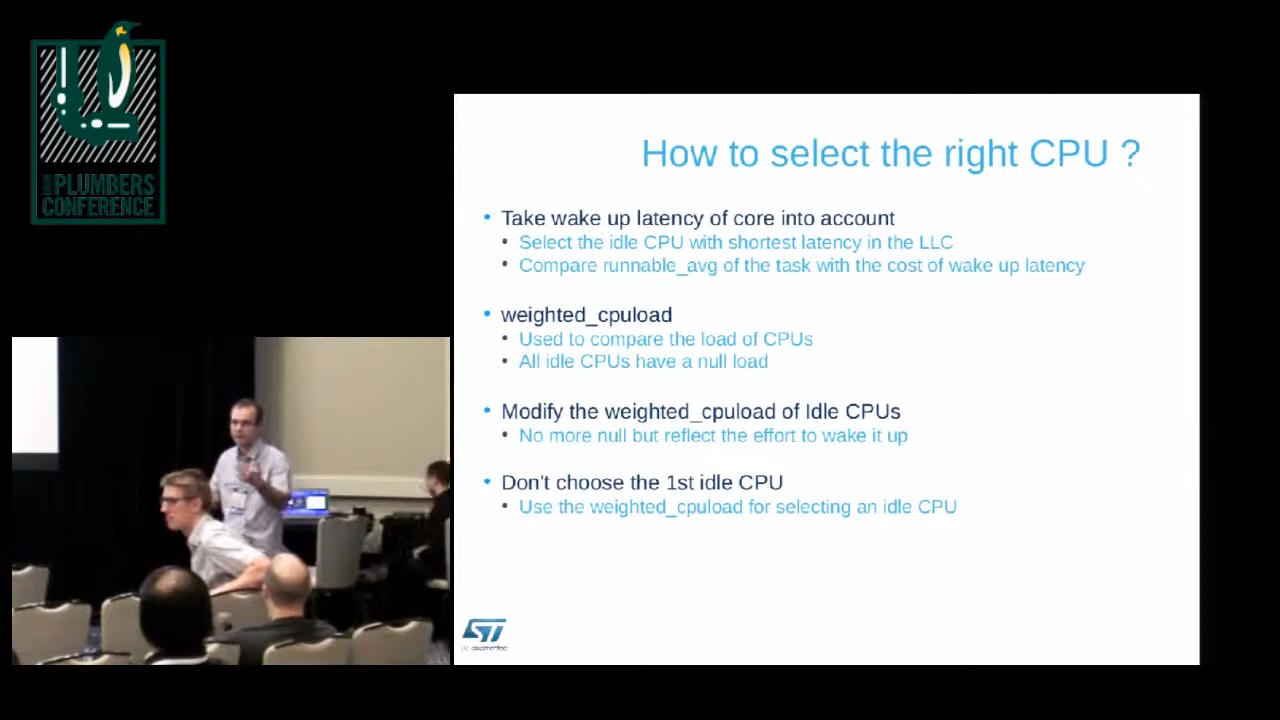 LINUX
PLUMBERS
CONFERENCE
How to select the right CPU ?
• Take wake up latency of core into account
• Select the idle CPU with shortest latency in the LLC
• Compare runnable_avg of the task with the cost of wake up latency
• weighted_cpuload
• Used to compare the load of CPUs
• All idle CPUs have a null load
• Modify the weighted_cpuload of Idle CPUs
• No more null but reflect the effort to wake it up
• Don't choose the 1st idle CPU
• Use the weighted_cpuload for selecting an idle CPU
ST
life.augmented